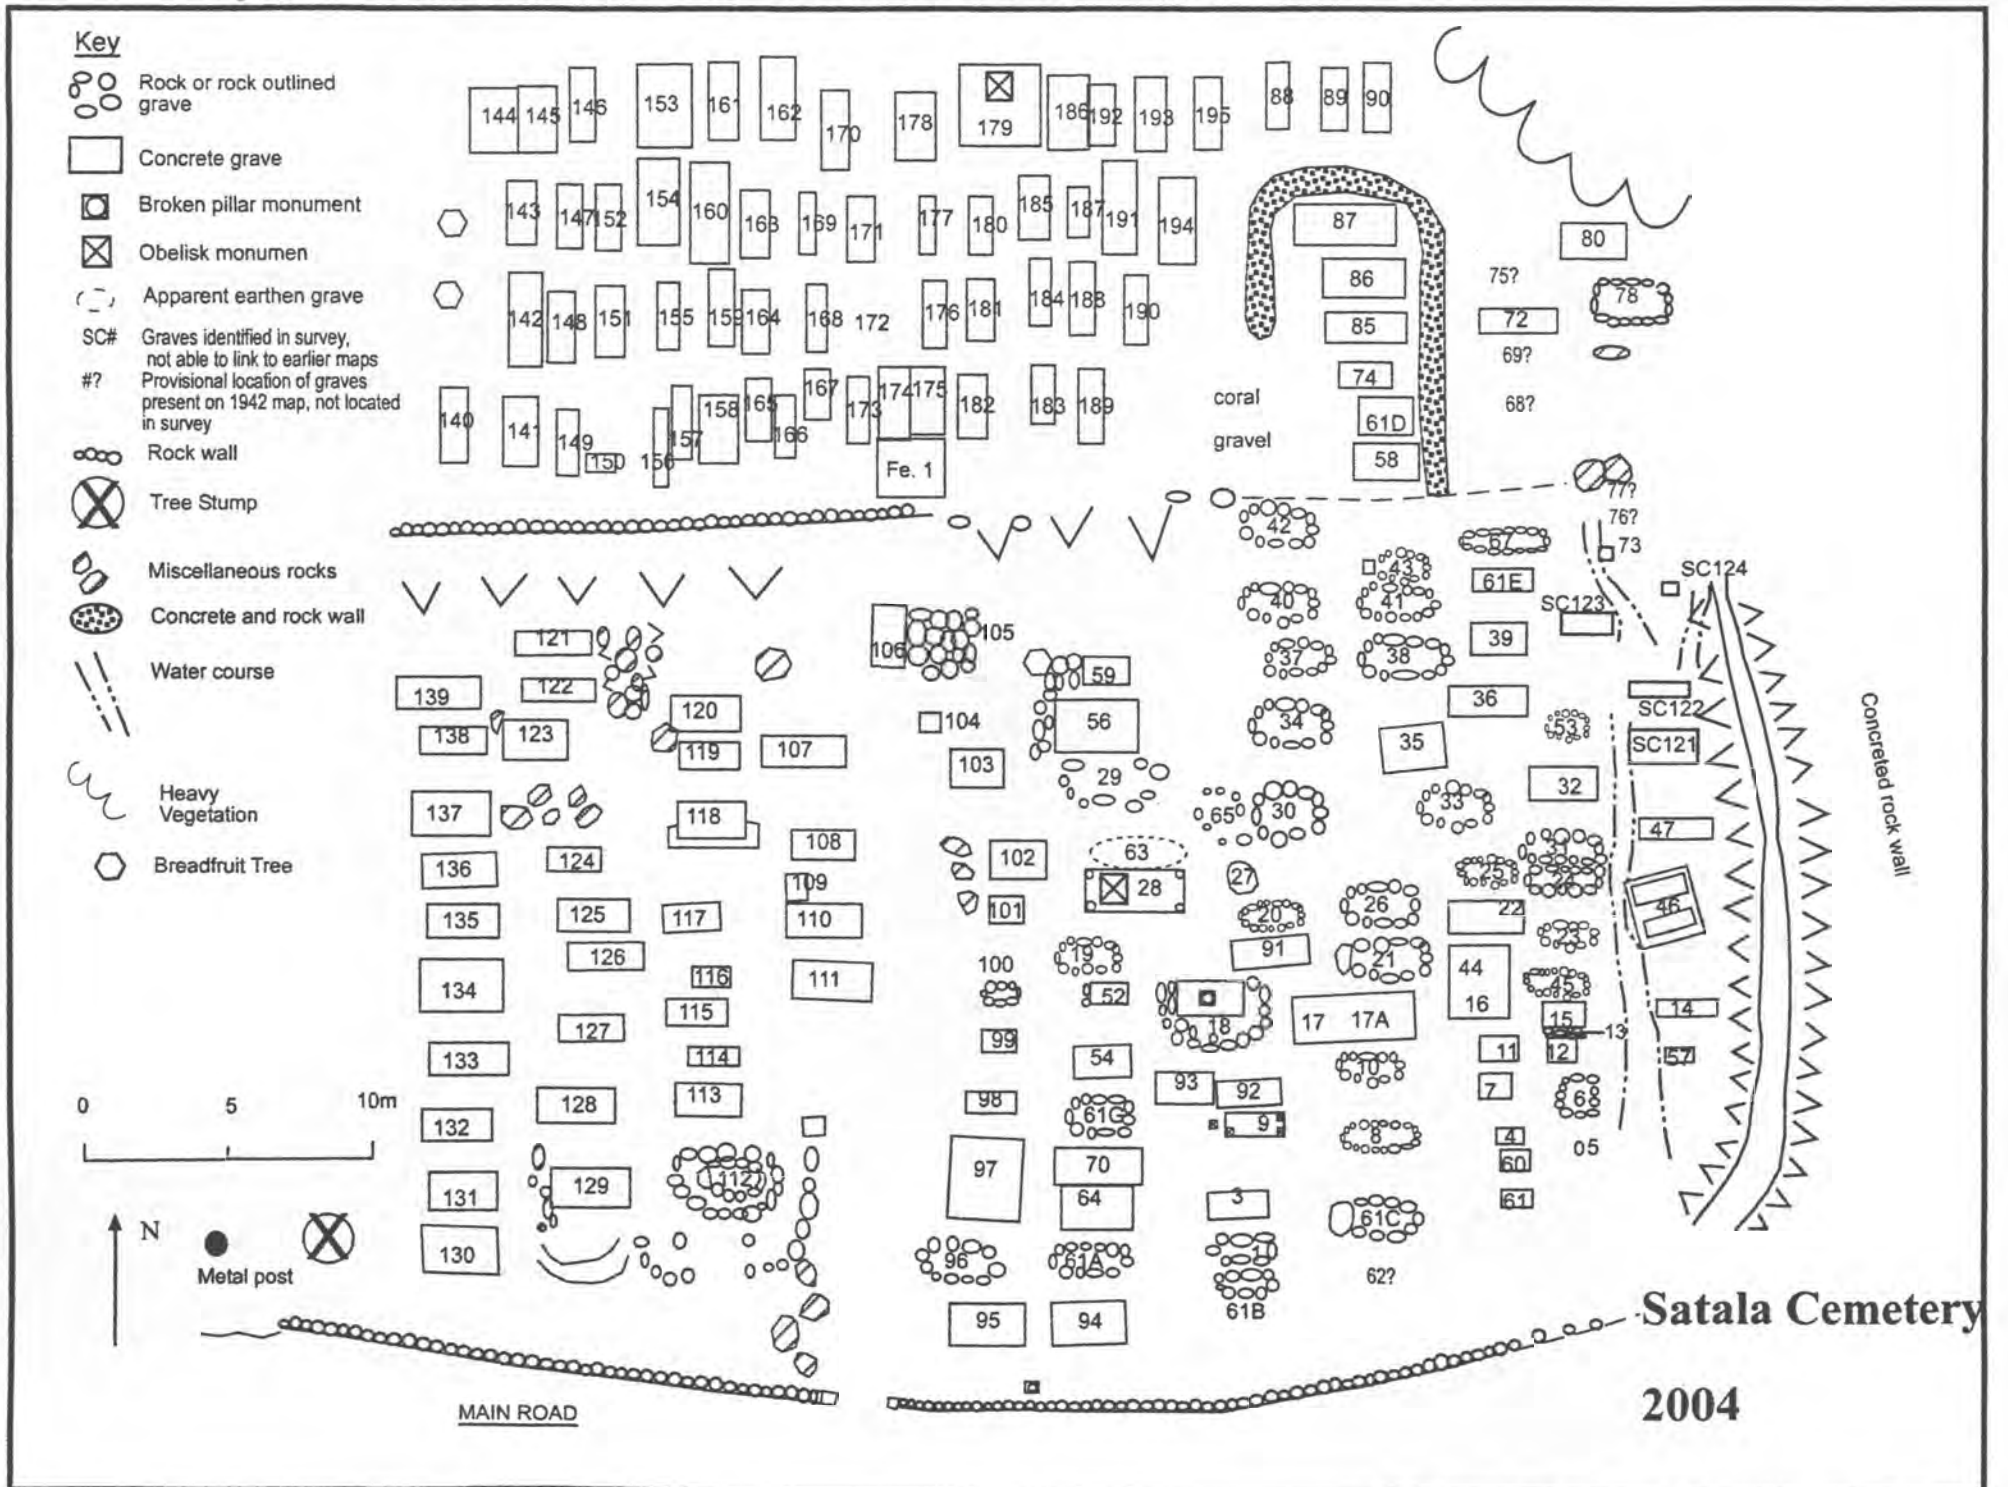 Key
Rock or rock outlined
grave
Concrete grave
Broken pillar monument
Obelisk monumen
Apparent earthen grave
SC# Graves identified in survey,
not able to link to earlier maps
#? Provisional location of graves
present on 1942 map, not located
in survey
Rock wall
Tree Stump
Miscellaneous rocks
Concrete and rock wall
Water course
Heavy
Vegetation
Breadfruit Tree
0 5 10m
N
Metal post
MAIN ROAD
144 145 146 153 161 162 170 178 179 186 192 193 195 88 89 90
143 147 152 154 160 163 169 171 177 180 185 187 191 194 87 80
142 148 151 155 159 164 168 172 176 181 184 188 190 86 75? 78
85 72
69?
140 141 149 150 156 157 158 165 166 167 173 174 175 182 183 189 74 68?
coral
gravel
61D
58
Fe. 1
77?
76?
42 67 73
43 61E SC124
40 41 SC123
121 106 105 37 38 39
139 122 59 36
138 123 120 119 107 104 56 34 35 53 SC122
103 29 32 SC121
137 118 65 30 33 47
108 102 63 31
136 124 109 28 27 25 24
135 125 117 110 101 20 26 22 46
126 19 91 21 23
134 116 111 100 52 44 45
115 18 17 17A 16 15 14
127 99 13
133 114 54 10 11 12 57
128 113 98 93 92 7 6
132 61G 9 8 4 05
97 70 60
131 129 112 64 3 61C 61
130 96 61A 10 62?
61B
95 94
Concreted rock wall
Satala Cemetery
2004